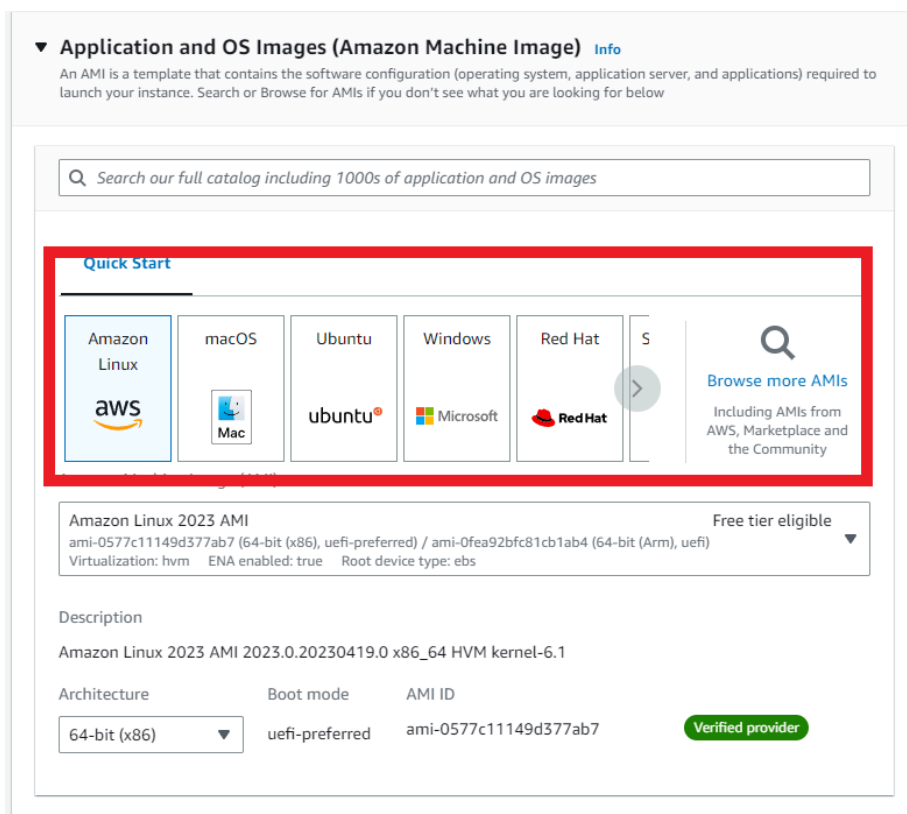 Application and OS Images (Amazon Machine Image) Info
An AMI is a template that contains the software configuration (operating system, application server, and applications) required to
launch your instance. Search or Browse for AMIs if you don't see what you are looking for below
Search our full catalog including 1000s of application and OS images
Quick Start
Amazon
Linux
aws
macOS
Mac
Ubuntu
ubuntu®
Windows
Microsoft
Red Hat
Red Hat
S
Browse more AMIs
Including AMIs from
AWS, Marketplace and
the Community
Amazon Linux 2023 AMI
Free tier eligible
ami-0577c11149d377ab7 (64-bit (x86), uefi-preferred) / ami-0fea92bfc81cb1ab4 (64-bit (Arm), uefi)
Virtualization: hvm ENA enabled: true Root device type: ebs
Description
Amazon Linux 2023 AMI 2023.0.20230419.0 x86_64 HVM kernel-6.1
Architecture
Boot mode
AMI ID
64-bit (x86)
uefi-preferred
ami-0577c11149d377ab7
Verified provider